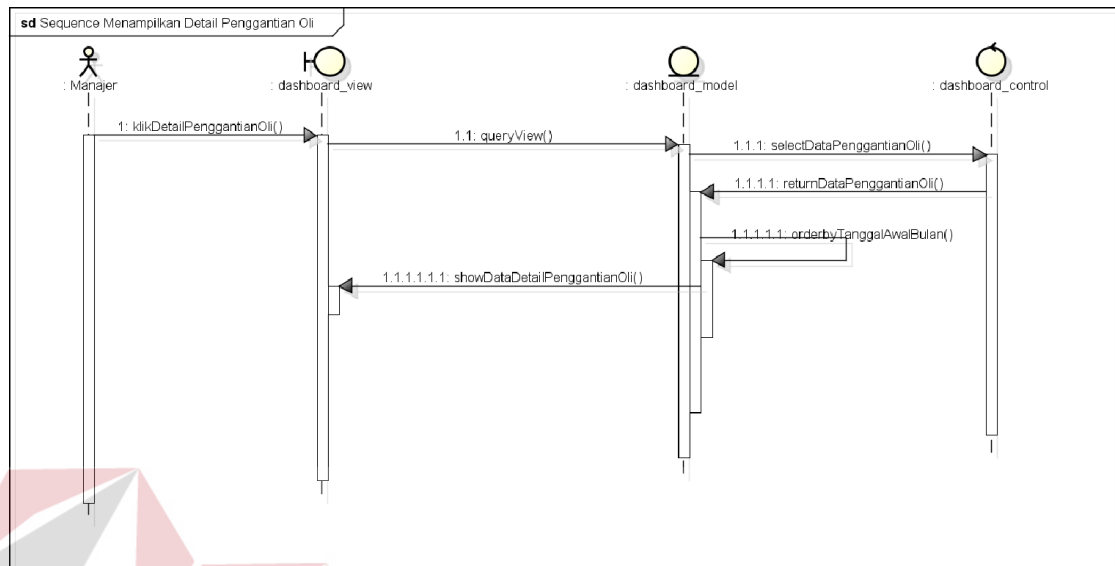 sd Sequence Menampilkan Detail Penggantian Oli
: Manajer
: dashboard_view
: dashboard_model
: dashboard_control
1: klikDetailPenggantianOli()
1.1: queryView()
1.1.1: selectDataPenggantianOli()
1.1.1.1: returnDataPenggantianOli()
1.1.1.1.1: orderbyTanggalAwalBulan()
1.1.1.1.1.1: showDataDetailPenggantianOli()